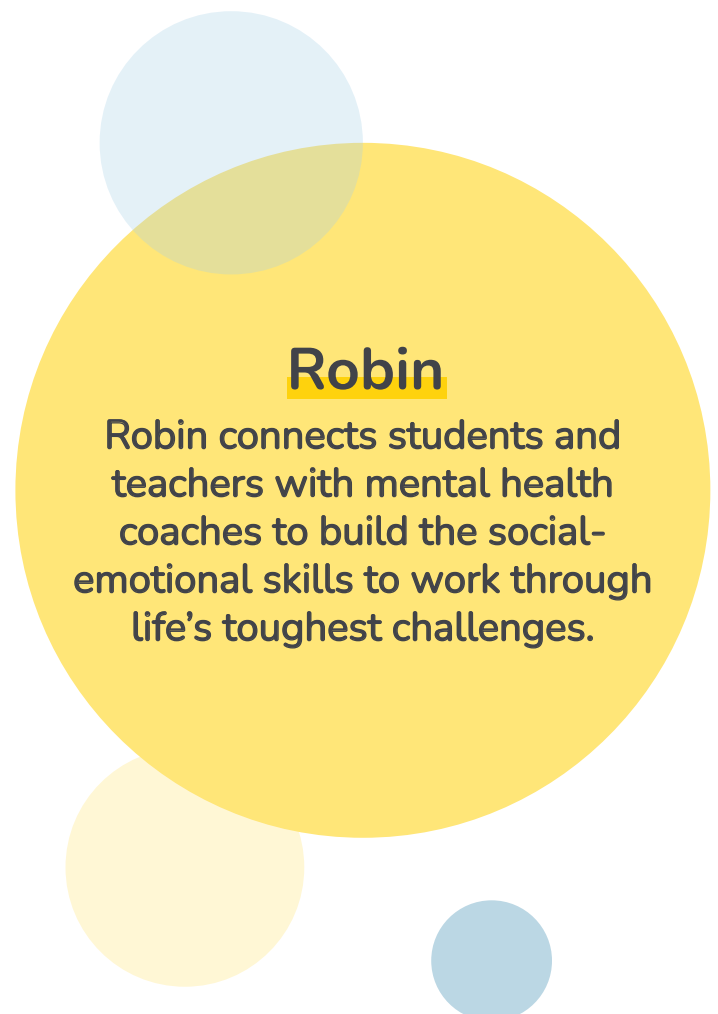 Robin
Robin connects students and
teachers with mental health
coaches to build the social-
emotional skills to work through
life’s toughest challenges.